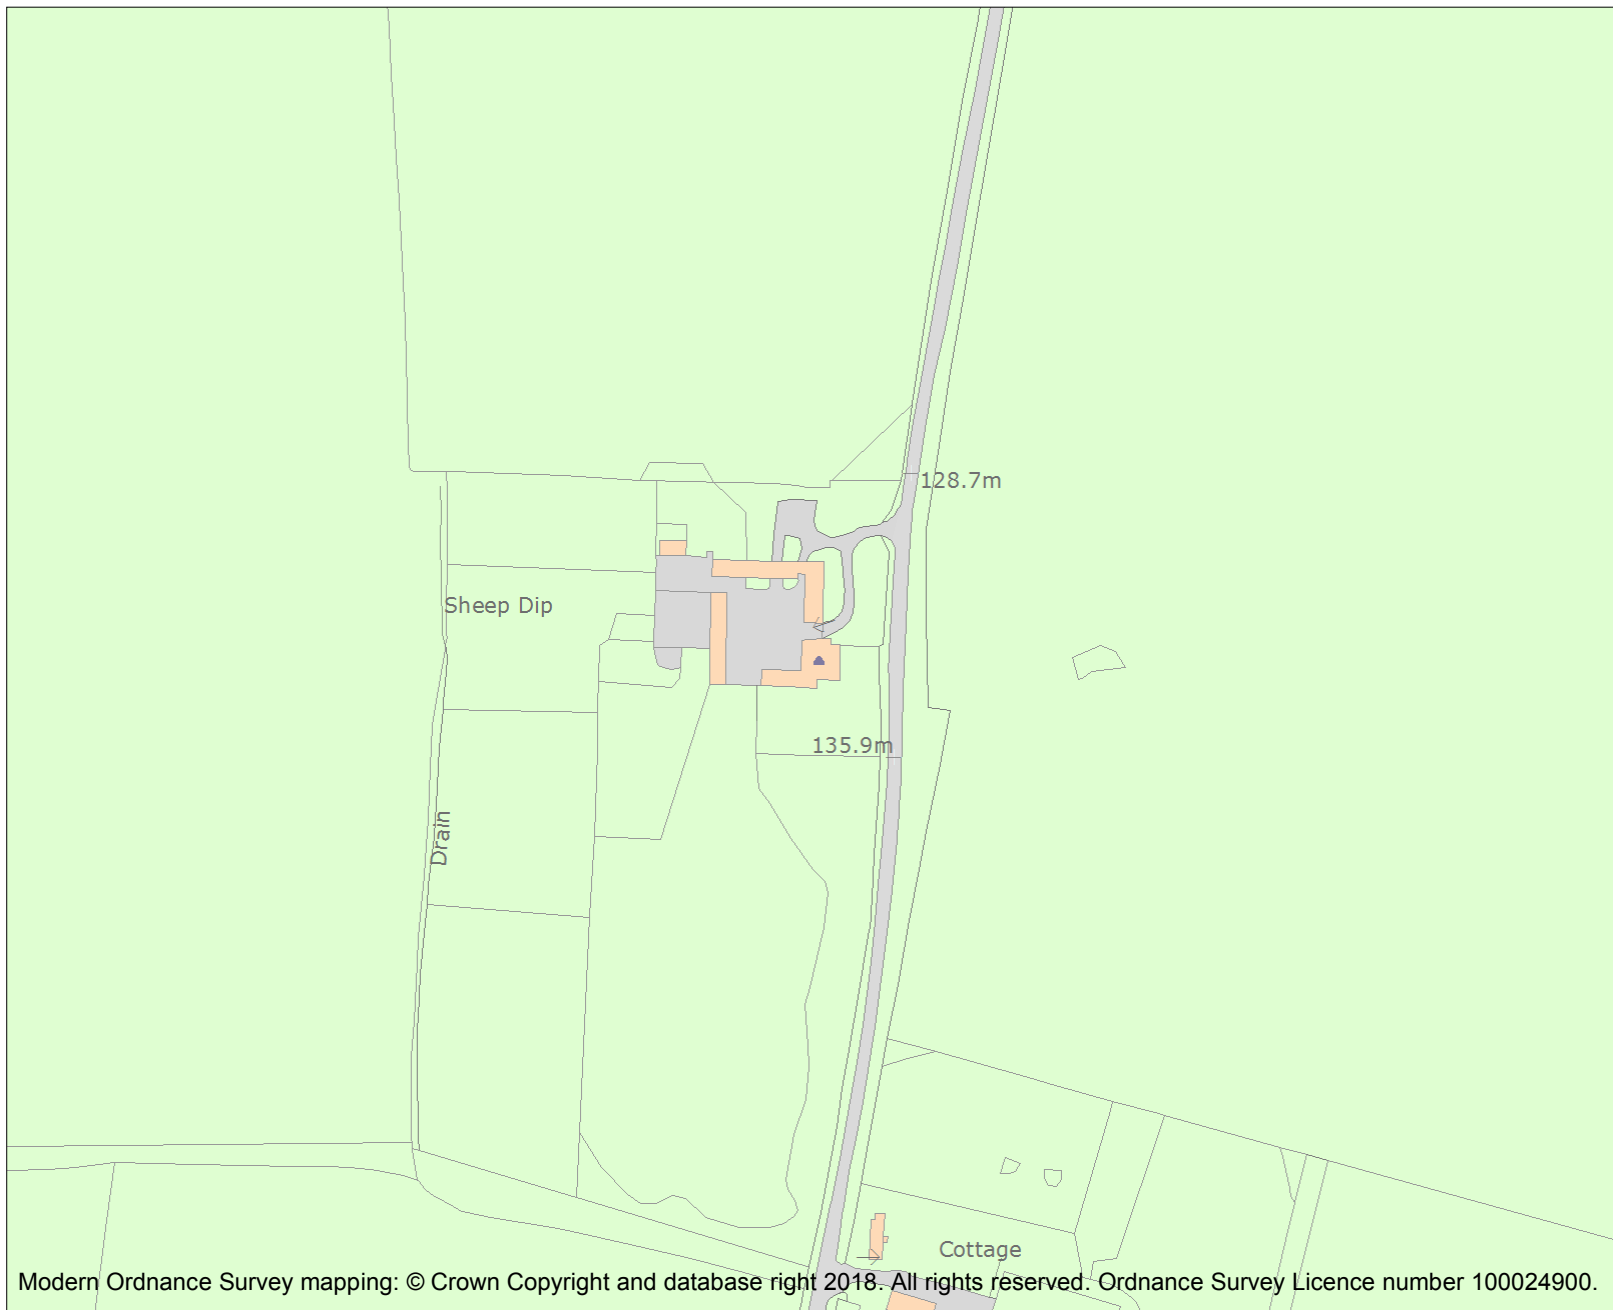 128.7m
Sheep Dip
135.9m
Drain
Cottage
Modern Ordnance Survey mapping: © Crown Copyright and database right 2018. All rights reserved. Ordnance Survey Licence number 100024900.